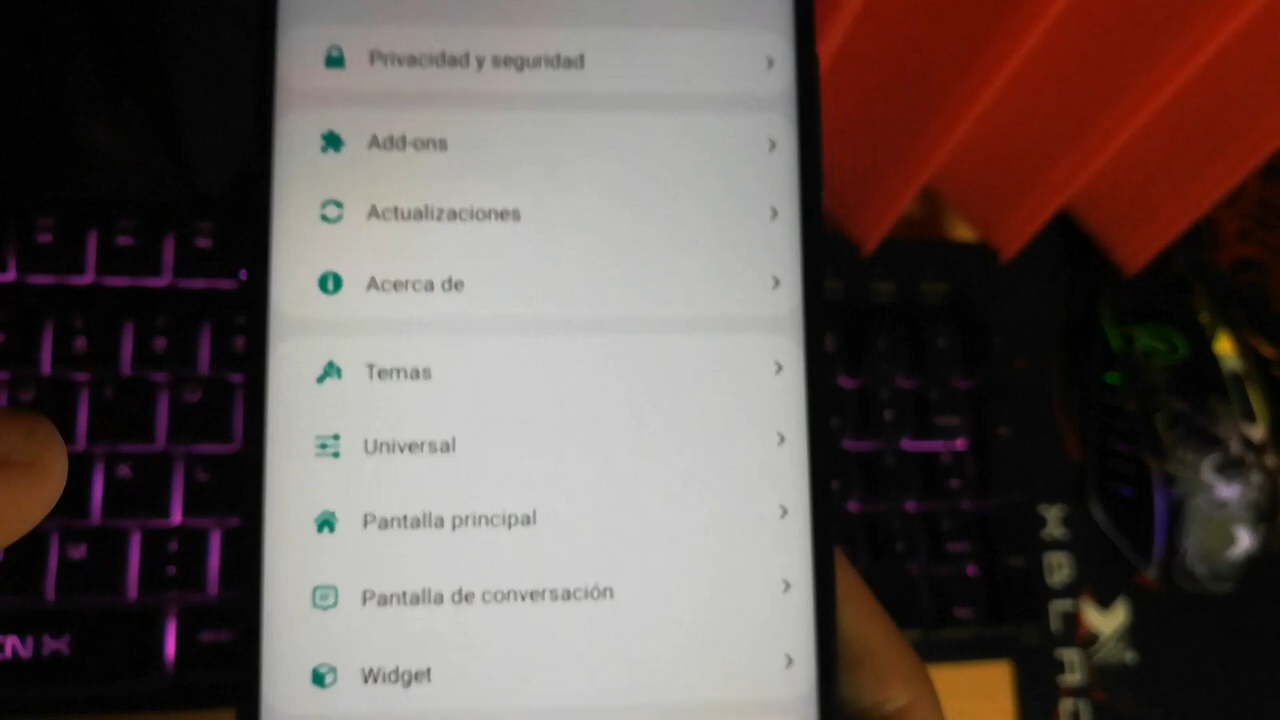 Privacidad y seguridad
Add-ons
Actualizaciones
Acerca de
Temas
Universal
Pantalla principal
Pantalla de conversación
Widget